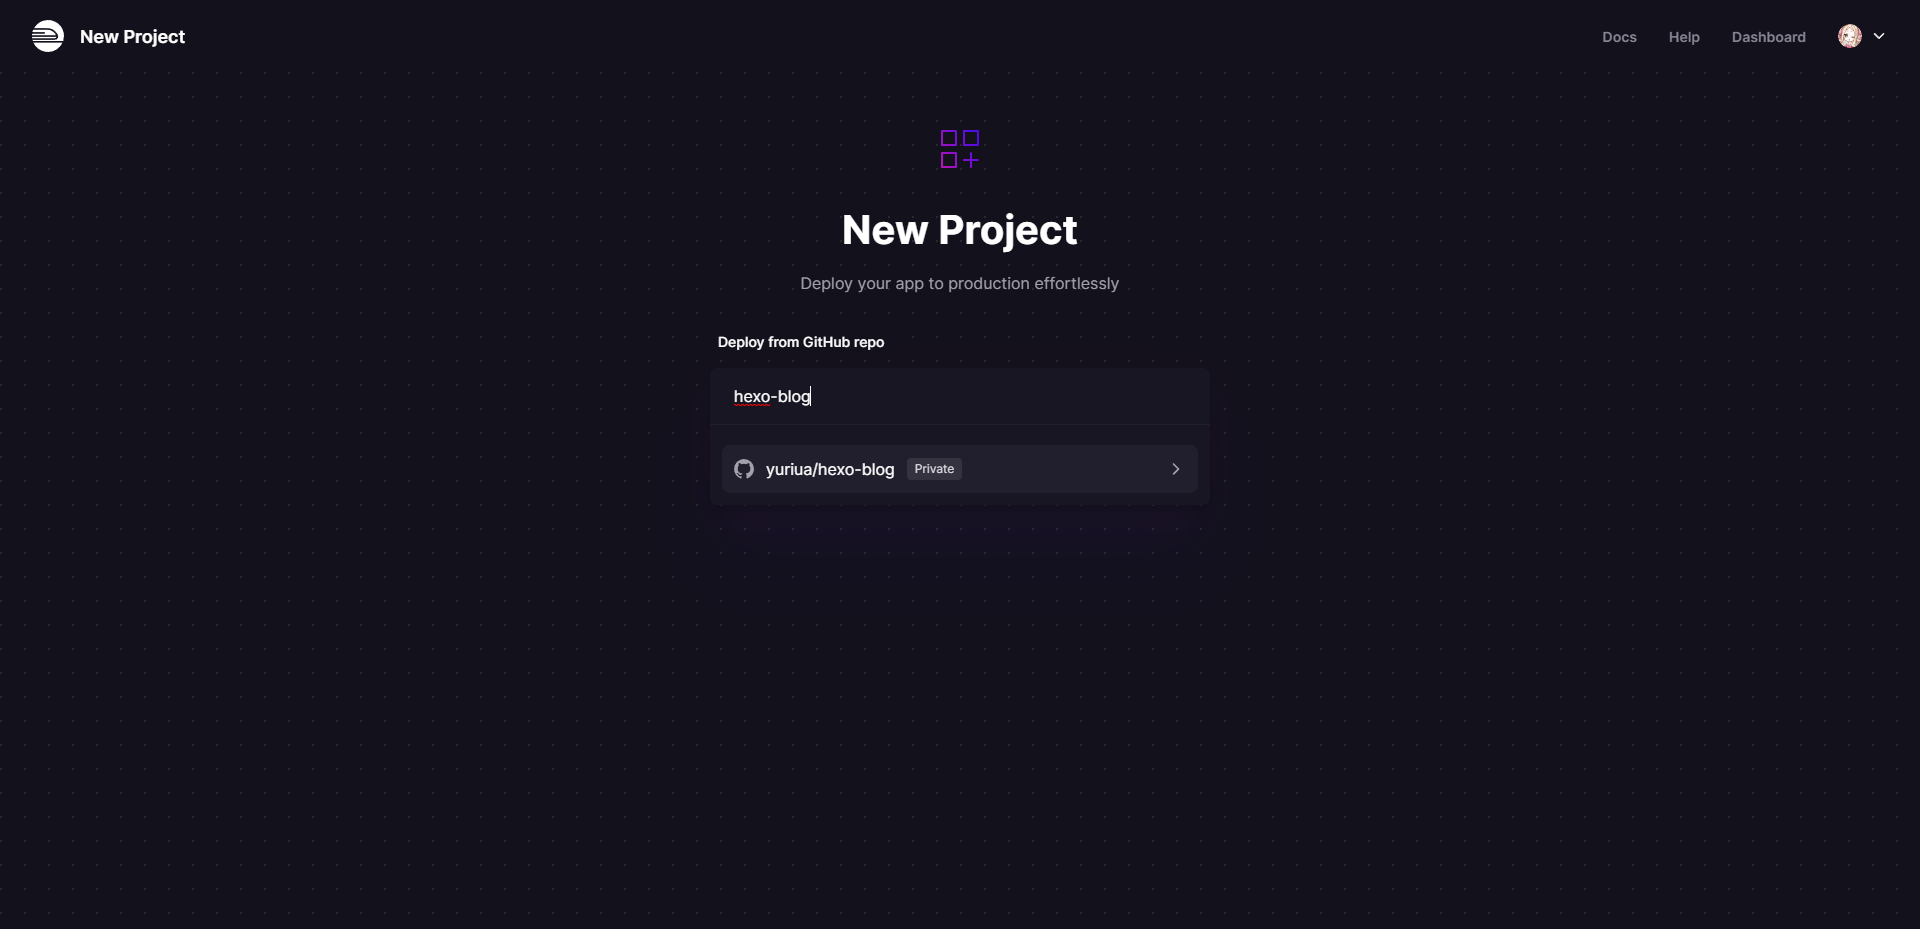 New Project
Docs Help Dashboard
New Project
Deploy your app to production effortlessly
Deploy from GitHub repo
hexo-blog
yuriua/hexo-blog Private